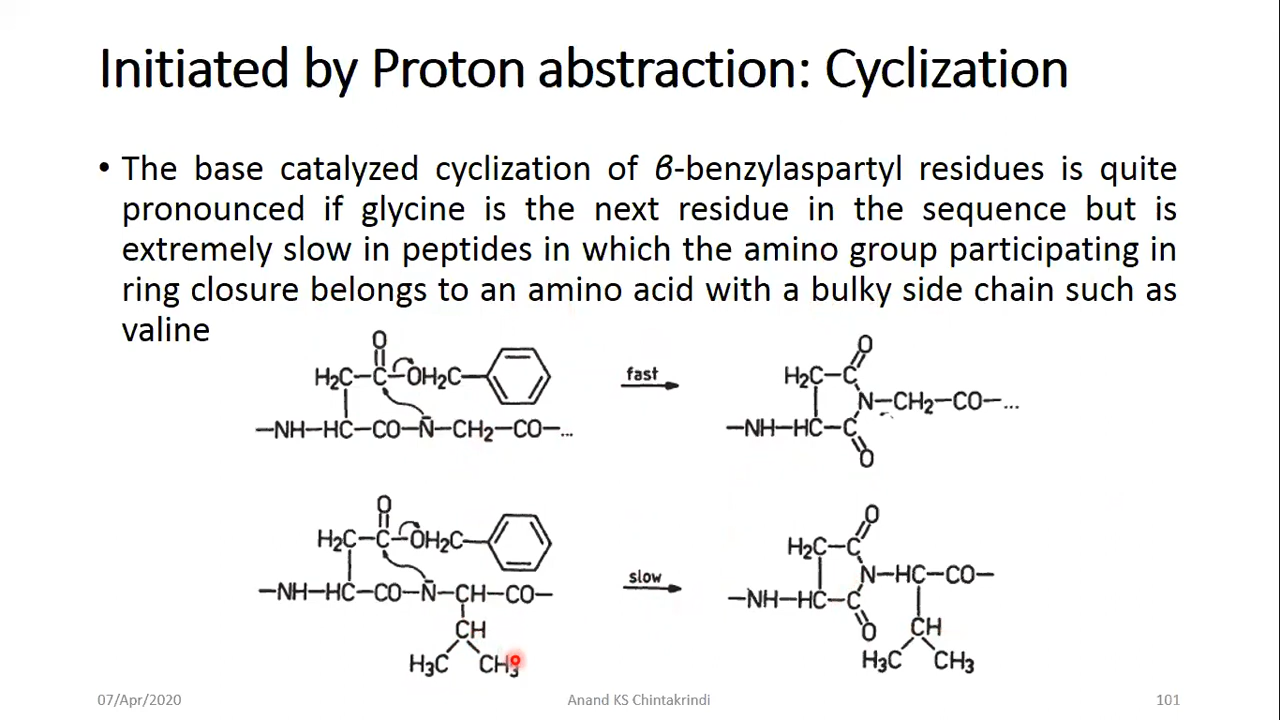 Initiated by Proton abstraction: Cyclization
• The base catalyzed cyclization of β-benzylaspartyl residues is quite
pronounced if glycine is the next residue in the sequence but is
extremely slow in peptides in which the amino group participating in
ring closure belongs to an amino acid with a bulky side chain such as
valine
O
H₂C–C–OH₂C–
–NH–HC–CO–N̄–CH₂–CO–...
fast
O
H₂C–C
N–CH₂–CO–...
–NH–HC–C
O
O
H₂C–C–OH₂C–
–NH–HC–CO–N̄–CH–CO–
CH
H₃C CH₃
slow
O
H₂C–C
N–HC–CO–
–NH–HC–C
O CH
H₃C CH₃
07/Apr/2020 Anand KS Chintakrindi 101